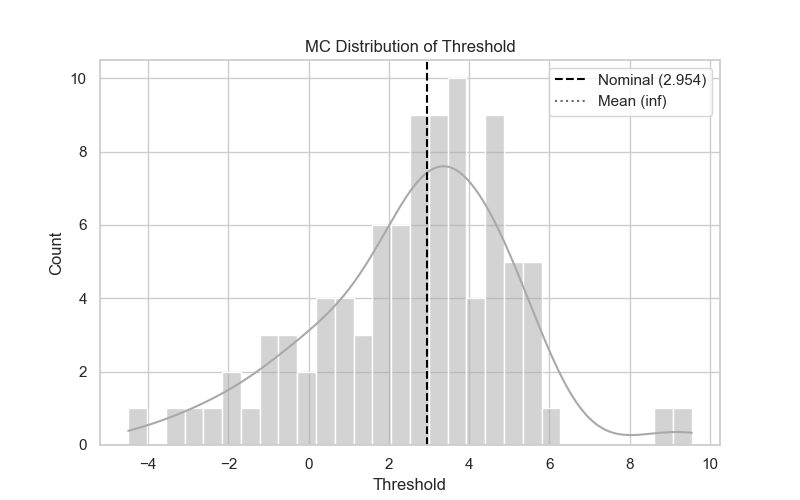 MC Distribution of Threshold
Nominal (2.954)
Mean (inf)
Count
10
8
6
4
2
0
−4
−2
0
2
4
6
8
10
Threshold